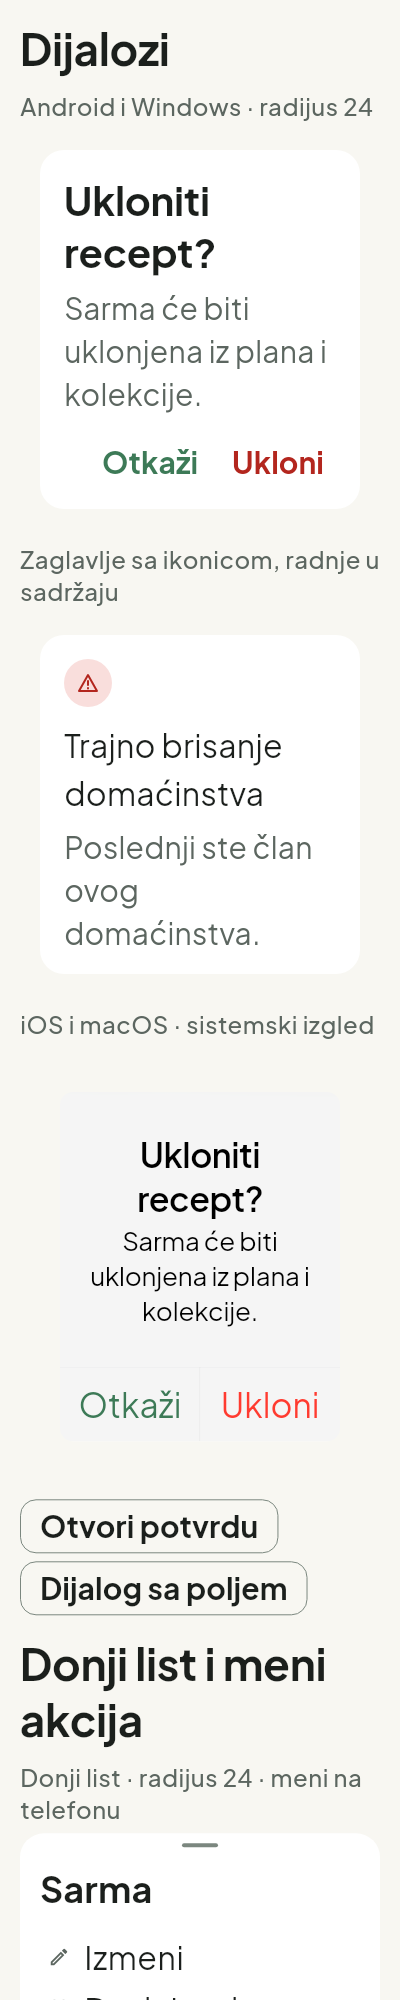 Dijalozi
Android i Windows · radijus 24
Ukloniti
recept?
Sarma će biti
uklonjena iz plana i
kolekcije.
Otkaži Ukloni
Zaglavlje sa ikonicom, radnje u
sadržaju
Trajno brisanje
domaćinstva
Poslednji ste član
ovog
domaćinstva.
iOS i macOS · sistemski izgled
Ukloniti
recept?
Sarma će biti
uklonjena iz plana i
kolekcije.
Otkaži Ukloni
Otvori potvrdu
Dijalog sa poljem
Donji list i meni
akcija
Donji list · radijus 24 · meni na
telefonu
Sarma
Izmeni